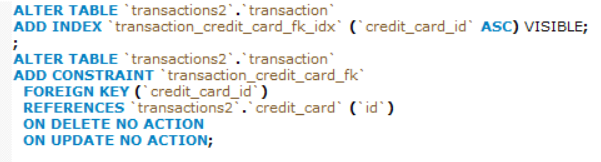 ALTER TABLE `transactions2`.`transaction`
ADD INDEX `transaction_credit_card_fk_idx` (`credit_card_id` ASC) VISIBLE;
;
ALTER TABLE `transactions2`.`transaction`
ADD CONSTRAINT `transaction_credit_card_fk`
FOREIGN KEY (`credit_card_id`)
REFERENCES `transactions2`.`credit_card` (`id`)
ON DELETE NO ACTION
ON UPDATE NO ACTION;